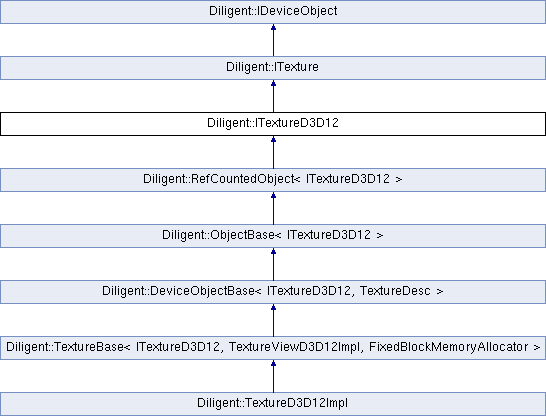 Diligent::IDeviceObject
Diligent::ITexture
Diligent::ITextureD3D12
Diligent::RefCountedObject< ITextureD3D12 >
Diligent::ObjectBase< ITextureD3D12 >
Diligent::DeviceObjectBase< ITextureD3D12, TextureDesc >
Diligent::TextureBase< ITextureD3D12, TextureViewD3D12Impl, FixedBlockMemoryAllocator >
Diligent::TextureD3D12Impl